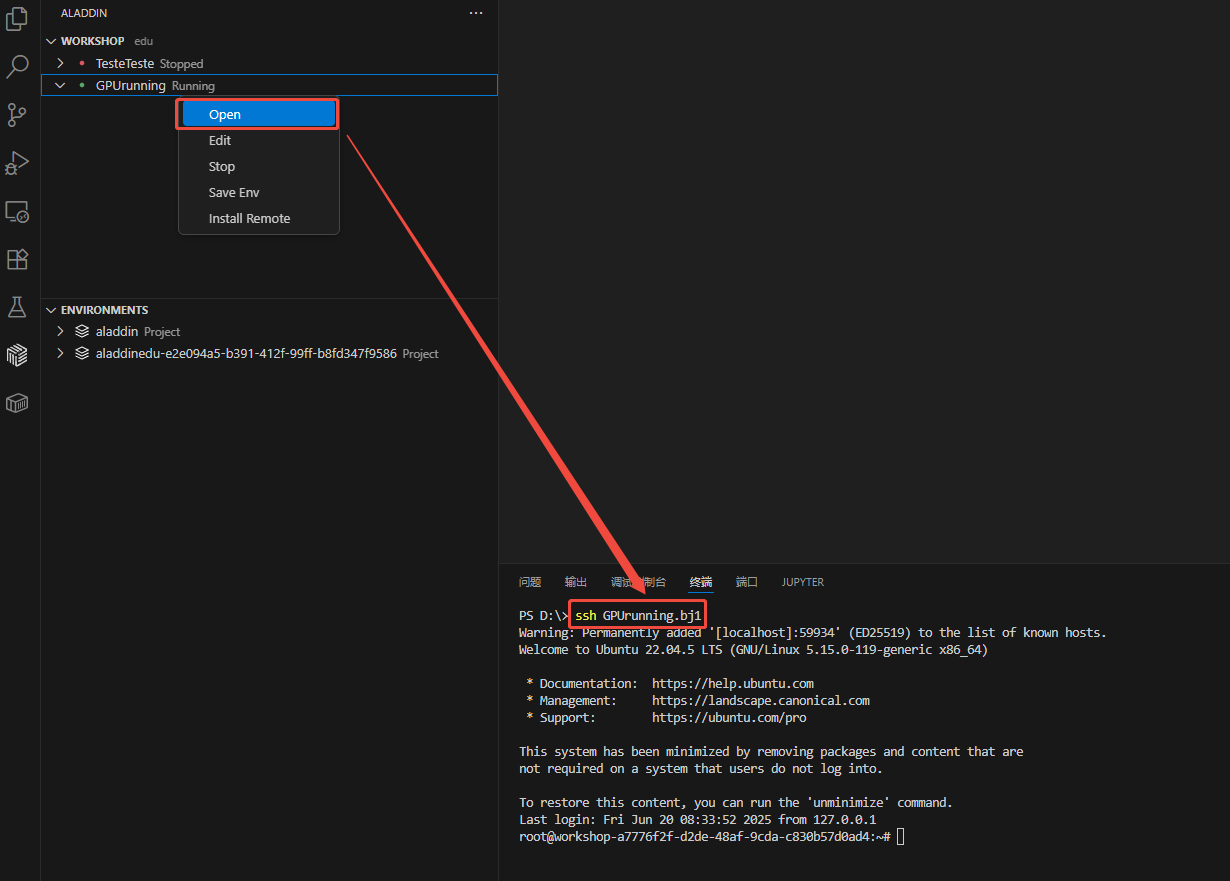 ALADDIN
WORKSHOP edu
TesteTeste Stopped
GPUrunning Running
Open
Edit
Stop
Save Env
Install Remote
ENVIRONMENTS
aladdin Project
aladdinedu-e2e094a5-b391-412f-99ff-b8fd347f9586 Project
问题 输出 调试 制台 终端 端口 JUPYTER
PS D:\> ssh GPUrunning.bj1
Warning: Permanently added '[localhost]:59934' (ED25519) to the list of known hosts.
Welcome to Ubuntu 22.04.5 LTS (GNU/Linux 5.15.0-119-generic x86_64)
* Documentation: https://help.ubuntu.com
* Management: https://landscape.canonical.com
* Support: https://ubuntu.com/pro
This system has been minimized by removing packages and content that are
not required on a system that users do not log into.
To restore this content, you can run the 'unminimize' command.
Last login: Fri Jun 20 08:33:52 2025 from 127.0.0.1
root@workshop-a7776f2f-d2de-48af-9cda-c830b57d0ad4:~#